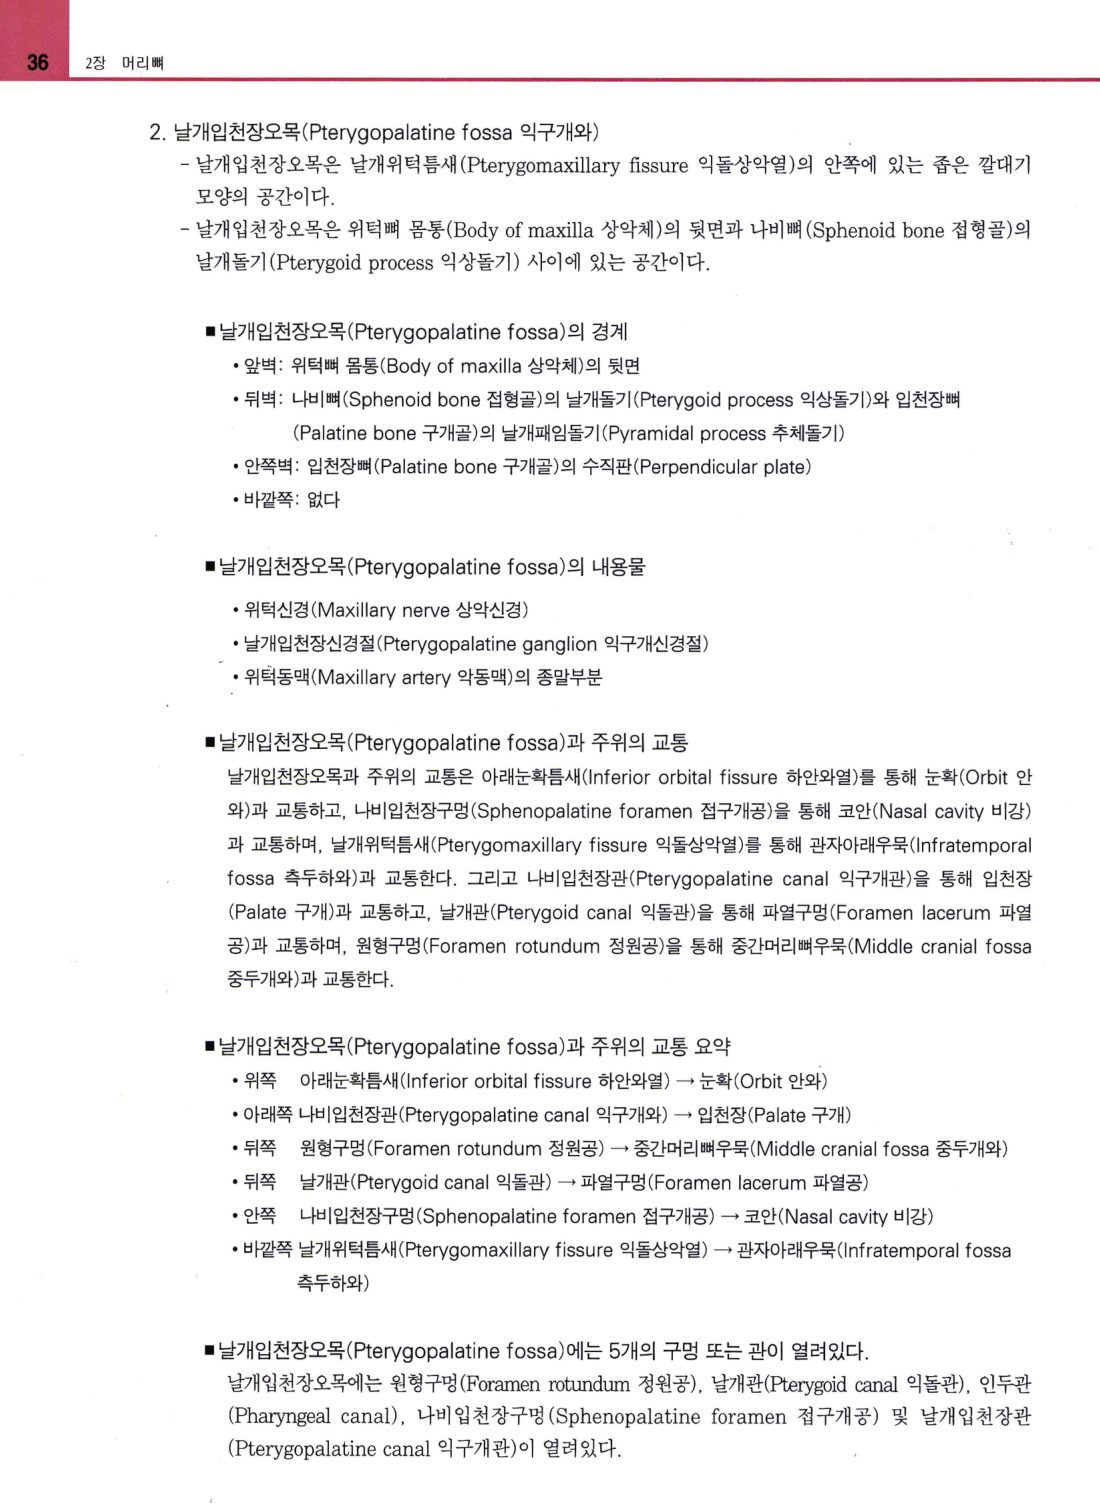 36 2장 머리뼈
2. 날개입천장오목(Pterygopalatine fossa 익구개와)
- 날개입천장오목은 날개위턱틈새(Pterygomaxillary fissure 익돌상악열)의 안쪽에 있는 좁은 깔대기
모양의 공간이다.
- 날개입천장오목은 위턱뼈 몸통(Body of maxilla 상악체)의 뒷면과 나비뼈(Sphenoid bone 접형골)의
날개돌기(Pterygoid process 익상돌기) 사이에 있는 공간이다.
■ 날개입천장오목(Pterygopalatine fossa)의 경계
• 앞벽: 위턱뼈 몸통(Body of maxilla 상악체)의 뒷면
• 뒤벽: 나비뼈(Sphenoid bone 접형골)의 날개돌기(Pterygoid process 익상돌기)와 입천장뼈
(Palatine bone 구개골)의 날개패임돌기(Pyramidal process 추체돌기)
• 안쪽벽: 입천장뼈(Palatine bone 구개골)의 수직판(Perpendicular plate)
• 바깥쪽: 없다
■ 날개입천장오목(Pterygopalatine fossa)의 내용물
• 위턱신경(Maxillary nerve 상악신경)
• 날개입천장신경절(Pterygopalatine ganglion 익구개신경절)
• 위턱동맥(Maxillary artery 악동맥)의 종말부분
■ 날개입천장오목(Pterygopalatine fossa)과 주위의 교통
날개입천장오목과 주위의 교통은 아래눈확틈새(Inferior orbital fissure 하안와열)를 통해 눈확(Orbit 안
와)과 교통하고, 나비입천장구멍(Sphenopalatine foramen 접구개공)을 통해 코안(Nasal cavity 비강)
과 교통하며, 날개위턱틈새(Pterygomaxillary fissure 익돌상악열)를 통해 관자아래우묵(Infratemporal
fossa 측두하와)과 교통한다. 그리고 나비입천장관(Pterygopalatine canal 익구개관)을 통해 입천장
(Palate 구개)과 교통하고, 날개관(Pterygoid canal 익돌관)을 통해 파열구멍(Foramen lacerum 파열
공)과 교통하며, 원형구멍(Foramen rotundum 정원공)을 통해 중간머리뼈우묵(Middle cranial fossa
중두개와)과 교통한다.
■ 날개입천장오목(Pterygopalatine fossa)과 주위의 교통 요약
• 위쪽 아래눈확틈새(Inferior orbital fissure 하안와열) → 눈확(Orbit 안와)
• 아래쪽 나비입천장관(Pterygopalatine canal 익구개와) → 입천장(Palate 구개)
• 뒤쪽 원형구멍(Foramen rotundum 정원공) → 중간머리뼈우묵(Middle cranial fossa 중두개와)
• 뒤쪽 날개관(Pterygoid canal 익돌관) → 파열구멍(Foramen lacerum 파열공)
• 안쪽 나비입천장구멍(Sphenopalatine foramen 접구개공) → 코안(Nasal cavity 비강)
• 바깥쪽 날개위턱틈새(Pterygomaxillary fissure 익돌상악열) → 관자아래우묵(Infratemporal fossa
측두하와)
■ 날개입천장오목(Pterygopalatine fossa)에는 5개의 구멍 또는 관이 열려있다.
날개입천장오목에는 원형구멍(Foramen rotundum 정원공), 날개관(Pterygoid canal 익돌관), 인두관
(Pharyngeal canal), 나비입천장구멍(Sphenopalatine foramen 접구개공) 및 날개입천장관
(Pterygopalatine canal 익구개관)이 열려있다.